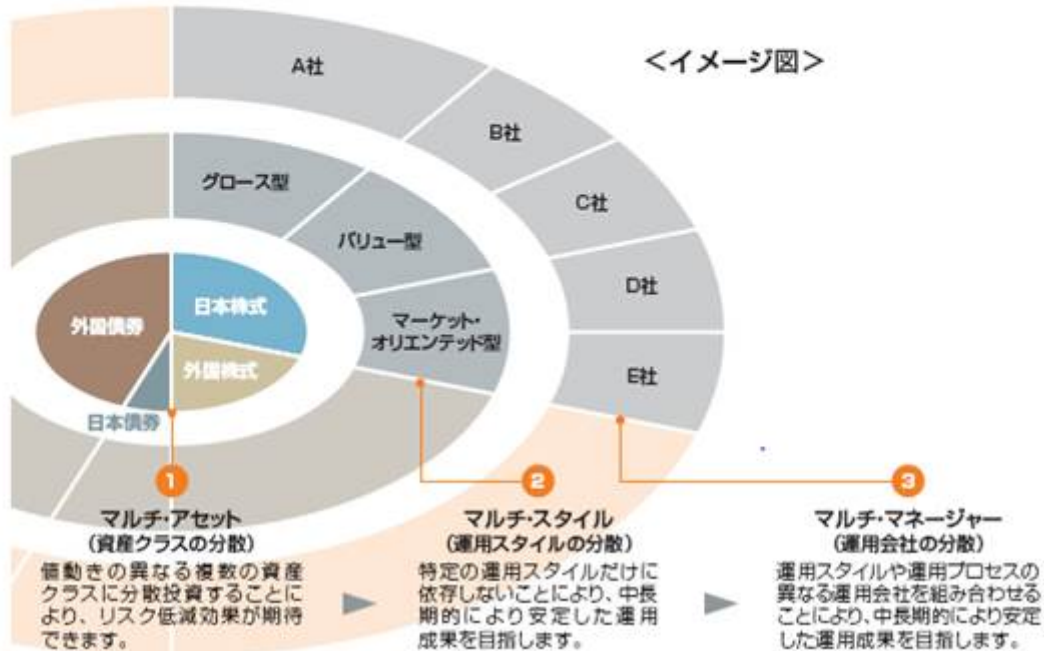 ＜イメージ図＞
A社
B社
C社
D社
E社
グロース型
バリュー型
マーケット・
オリエンテッド型
日本株式
外国株式
外国債券
日本債券
1
マルチ・アセット
（資産クラスの分散）
値動きの異なる複数の資産
クラスに分散投資することに
より、リスク低減効果が期待
できます。
2
マルチ・スタイル
（運用スタイルの分散）
特定の運用スタイルだけに
依存しないことにより、中長
期的により安定した運用
成果を目指します。
3
マルチ・マネージャー
（運用会社の分散）
運用スタイルや運用プロセスの
異なる運用会社を組み合わせる
ことにより、中長期的により安定
した運用成果を目指します。